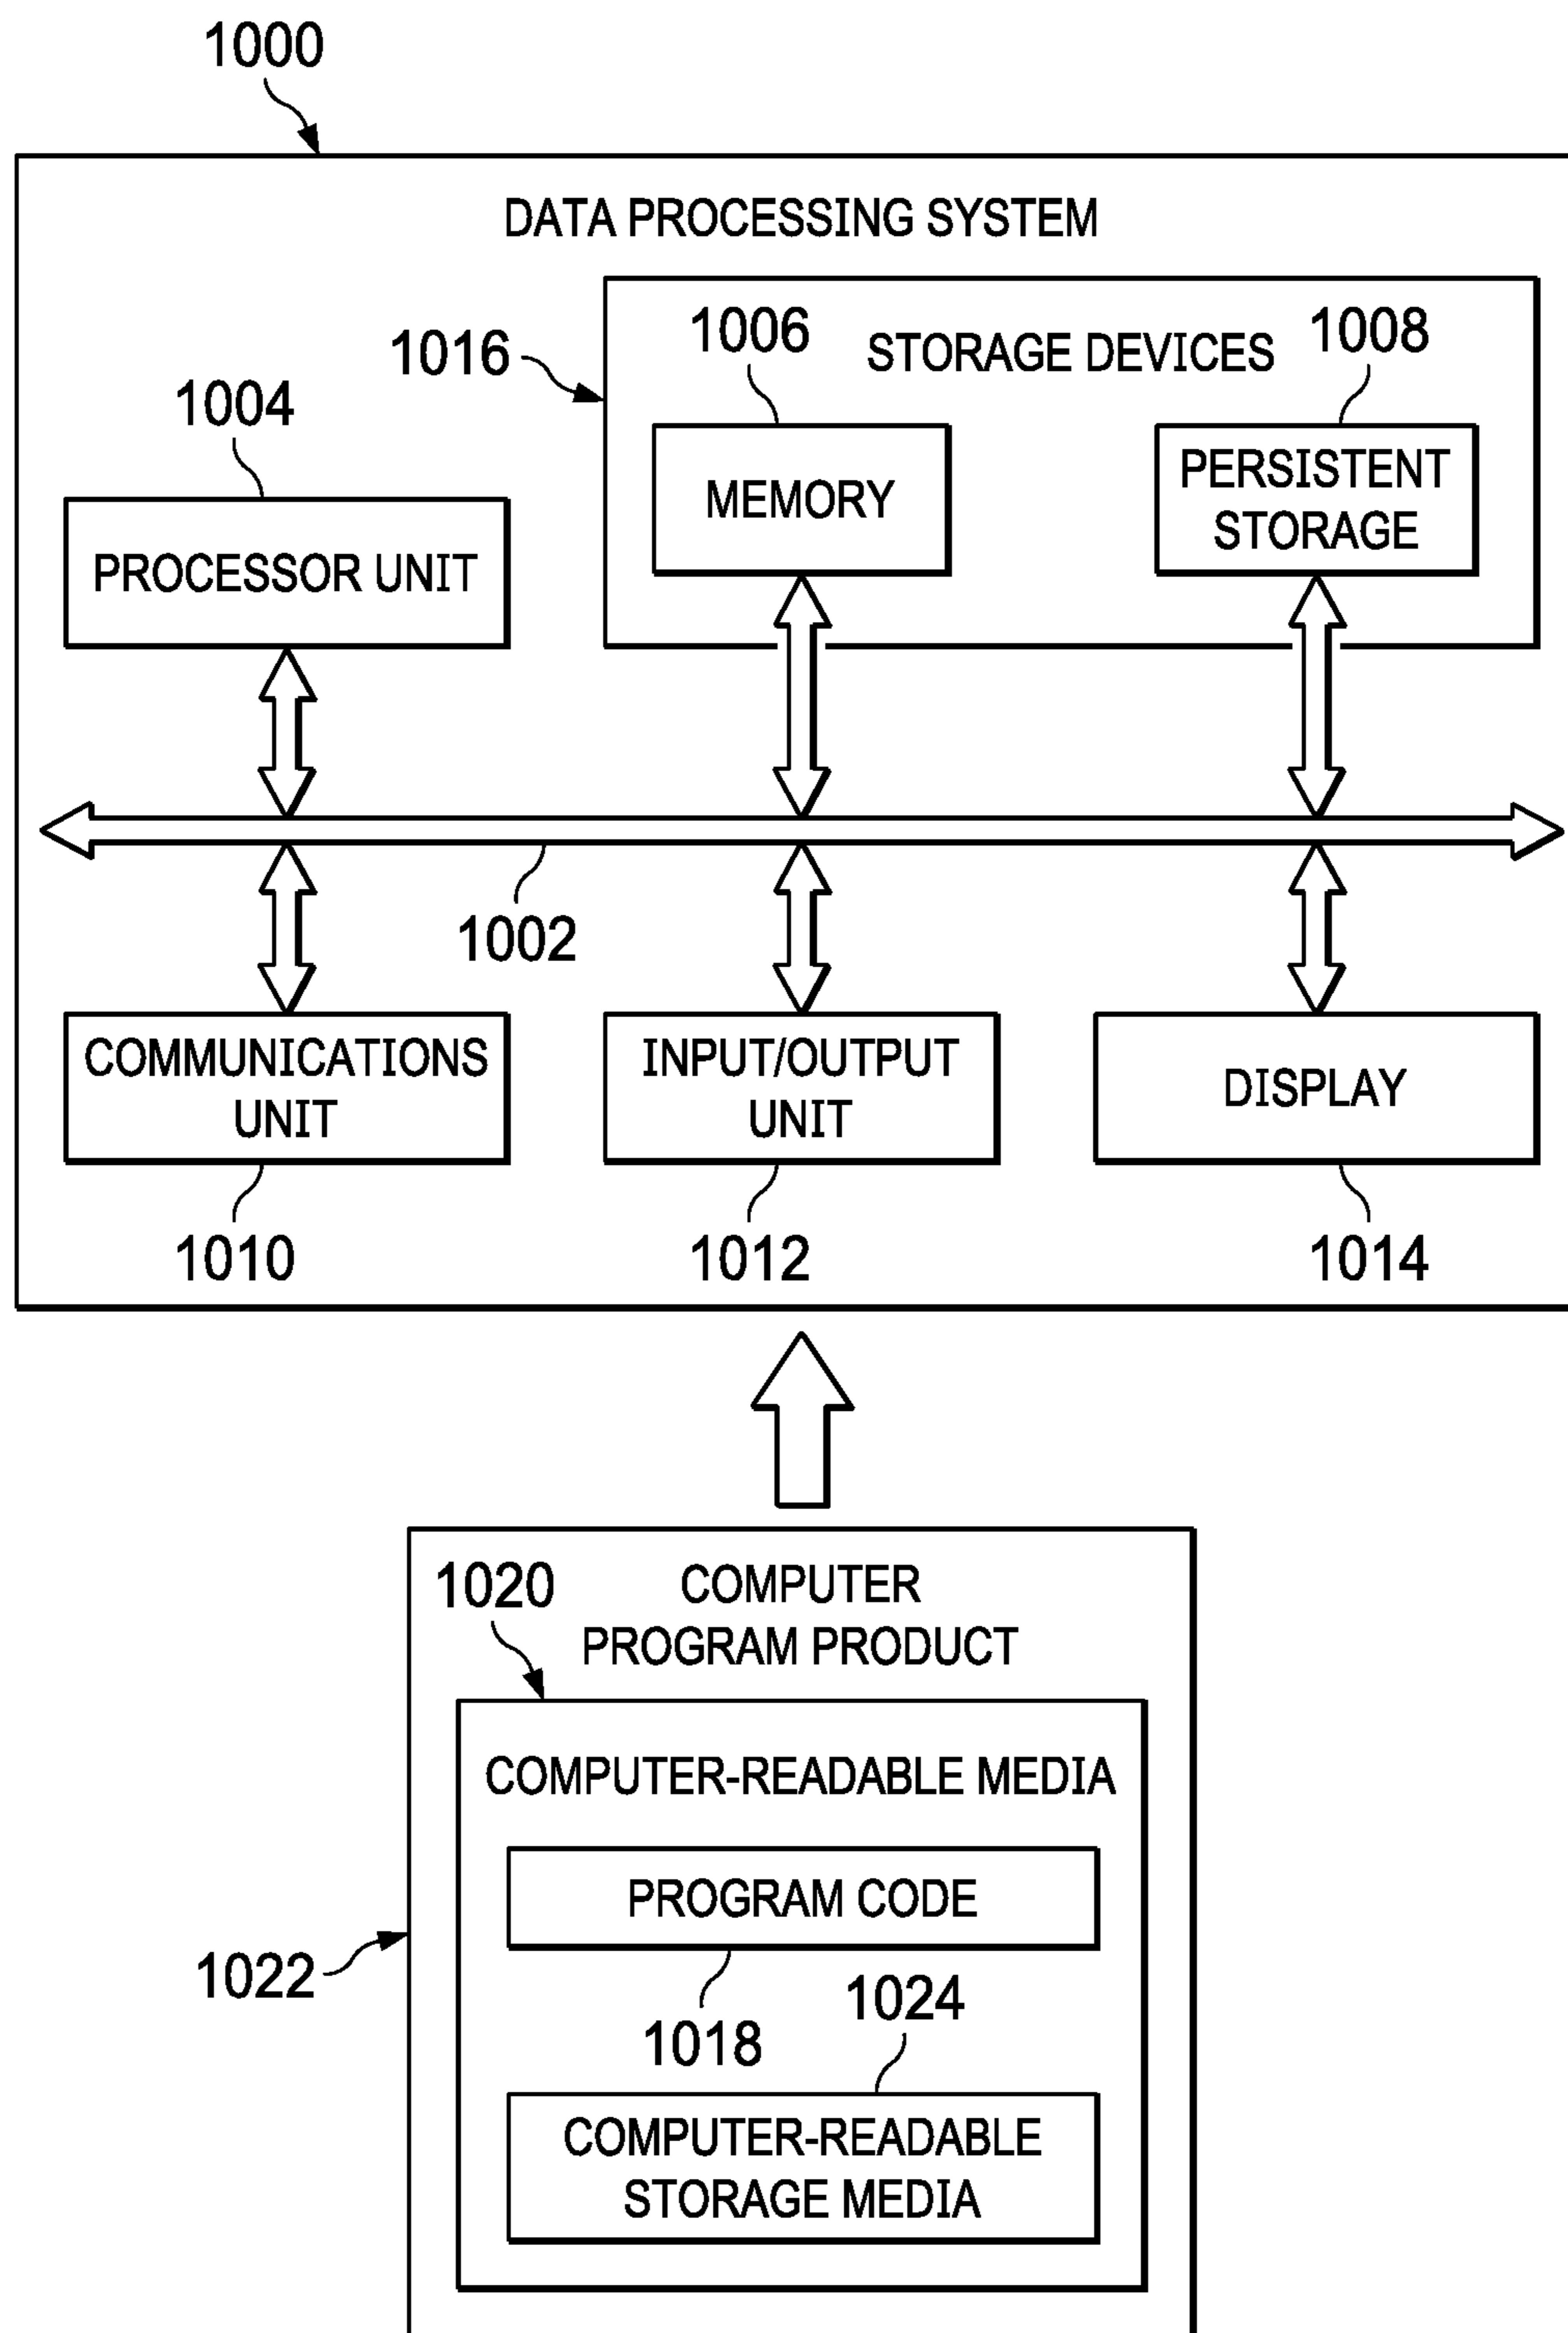 1000
DATA PROCESSING SYSTEM
1016
1006
STORAGE DEVICES
1008
1004
MEMORY
PERSISTENT
STORAGE
PROCESSOR UNIT
1002
COMMUNICATIONS
UNIT
INPUT/OUTPUT
UNIT
DISPLAY
1010
1012
1014
1020
COMPUTER
PROGRAM PRODUCT
COMPUTER-READABLE MEDIA
PROGRAM CODE
1022
1018
1024
COMPUTER-READABLE
STORAGE MEDIA